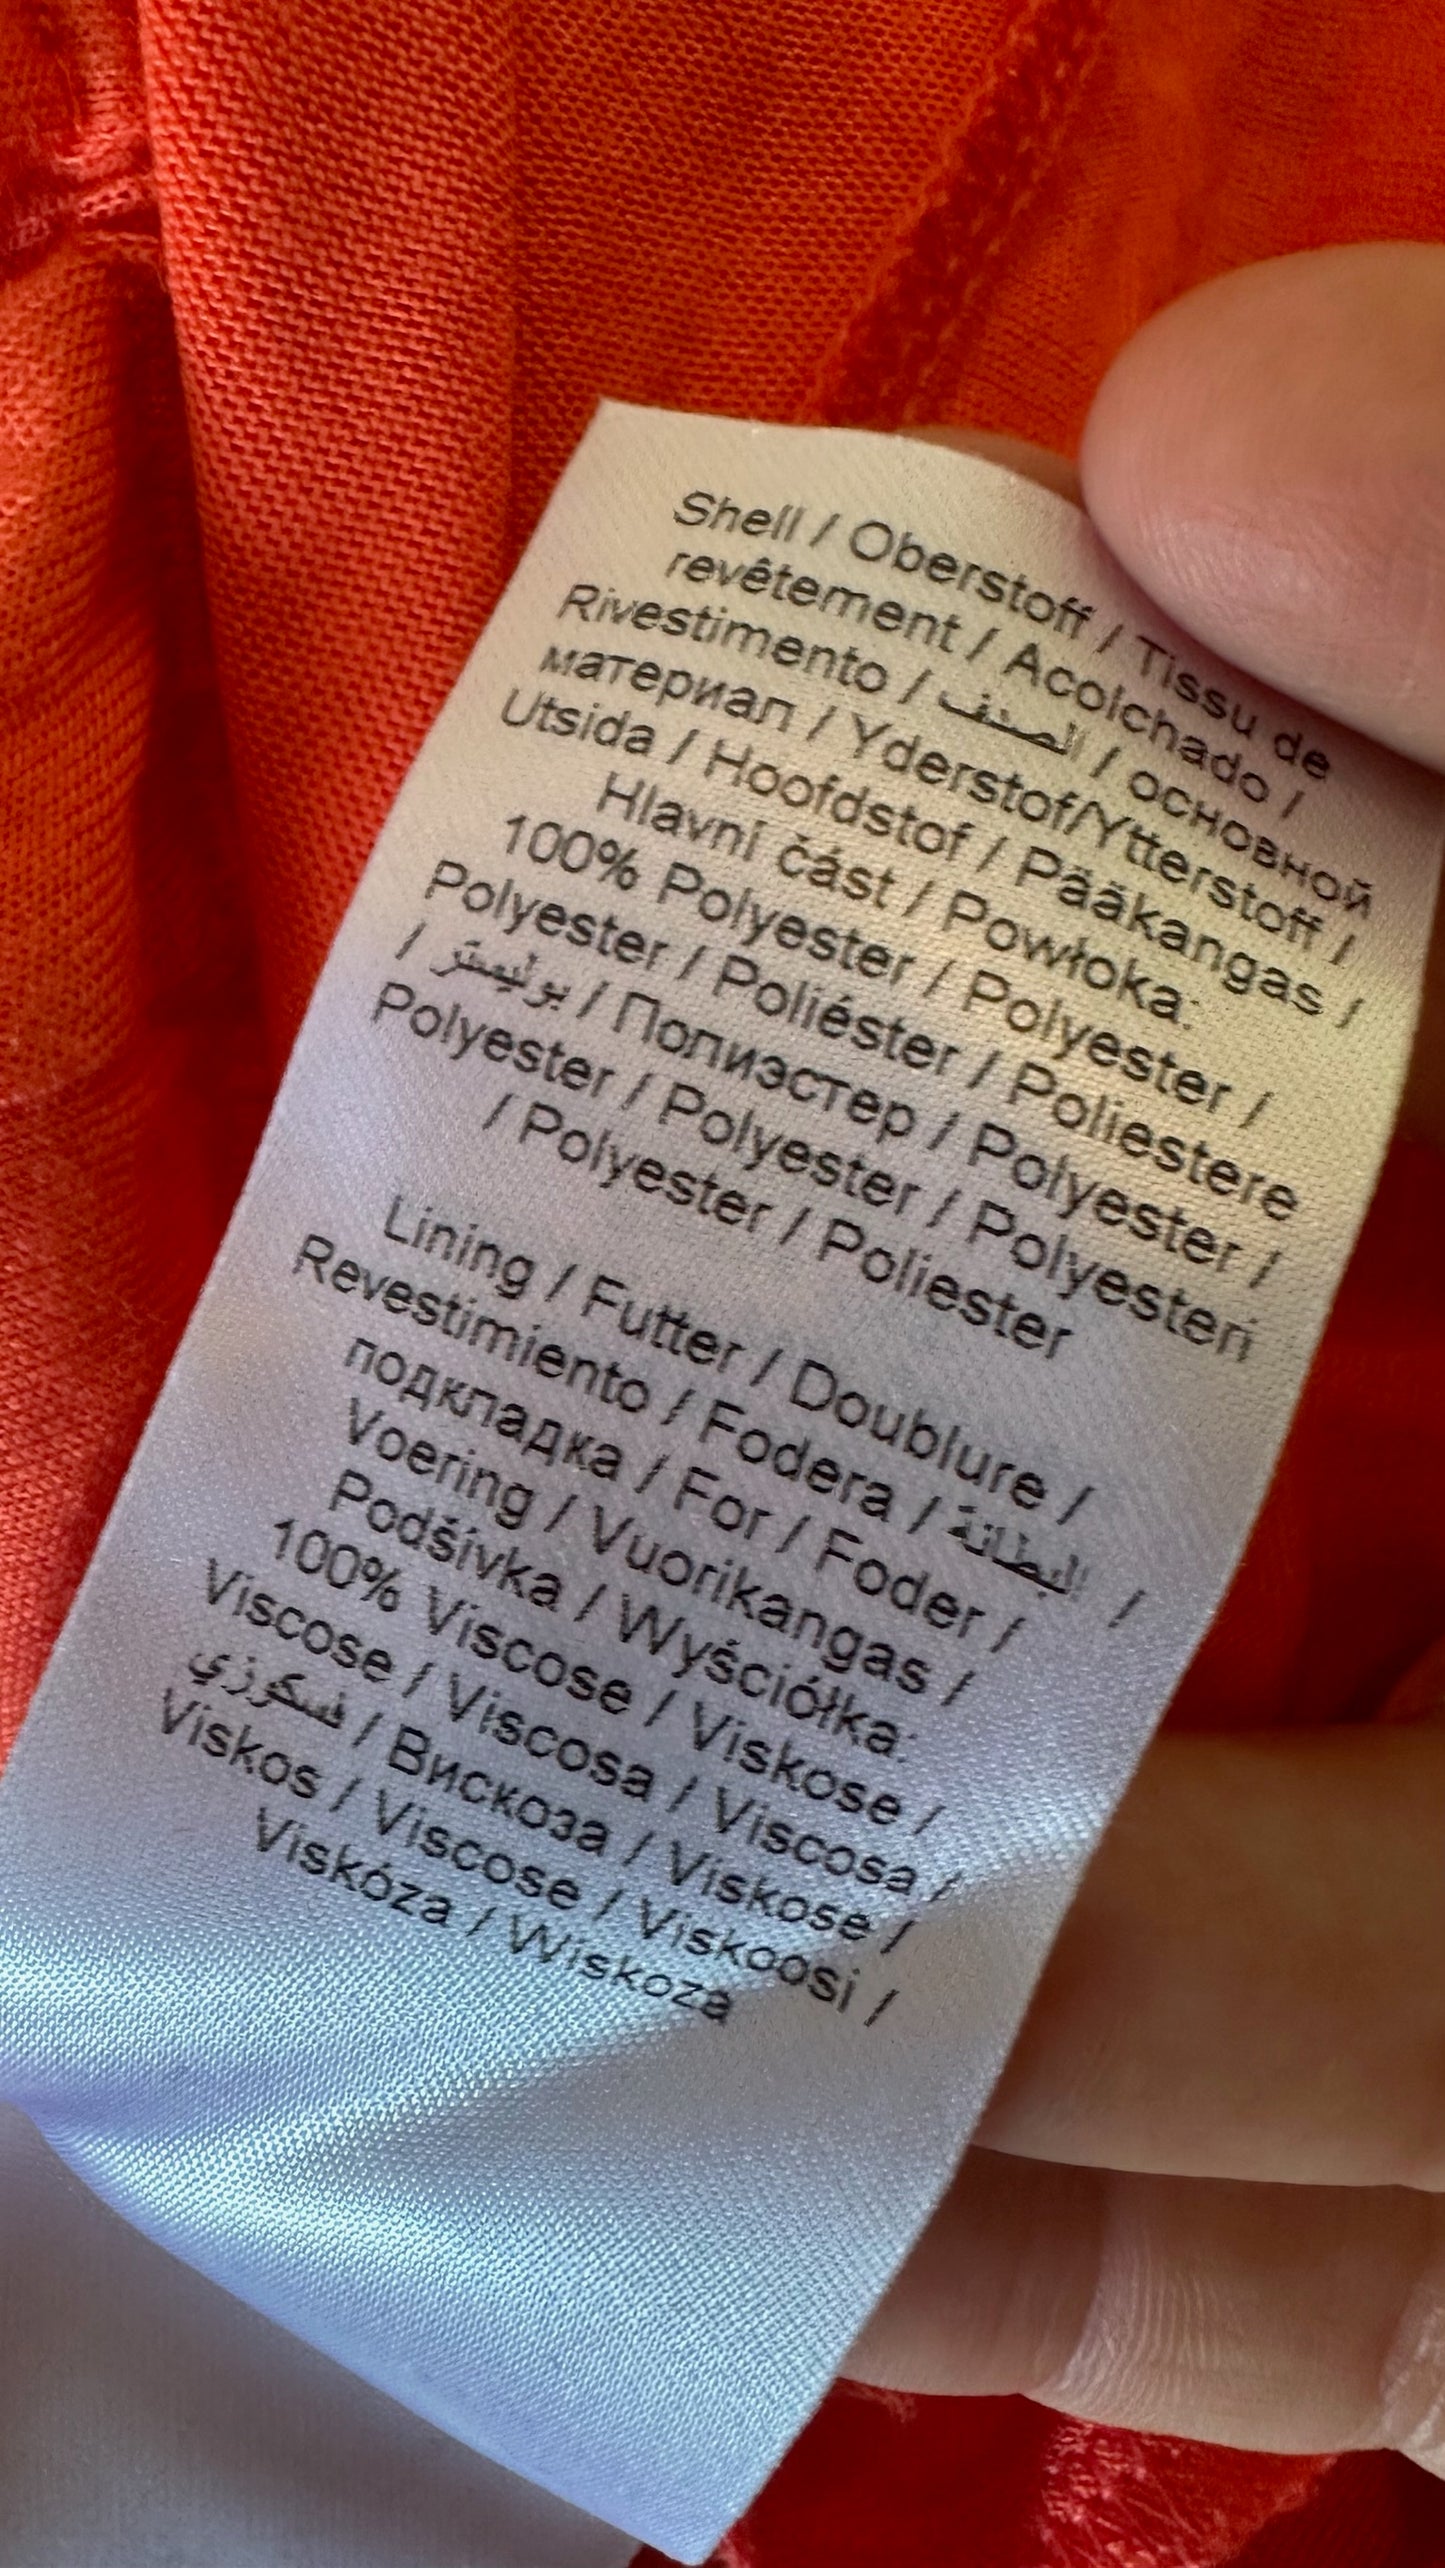 Shell / Oberstoff / Tissu de
revêtement / Acolchado /
Rivestimento / الصدف / основной
материал / Yderstof/Ytterstoff /
Utsida / Hoofdstof / Pääkangas /
Hlavní část / Powłoka:
100% Polyester / Polyester /
Polyester / Poliéster / Poliestere
/ بوليستر / Полиэстер / Polyester /
Polyester / Polyester / Polyesteri
/ Polyester / Poliester
Lining / Futter / Doublure /
Revestimiento / Fodera / البطانة /
подкладка / For / Foder /
Voering / Vuorikangas /
Podšívka / Wyściółka:
100% Viscose / Viskose /
Viscose / Viscosa / Viscosa /
/ Вискоза / Viskose /
Viskos / Viscose / Viskoosi /
Viskóza / Wiskoza